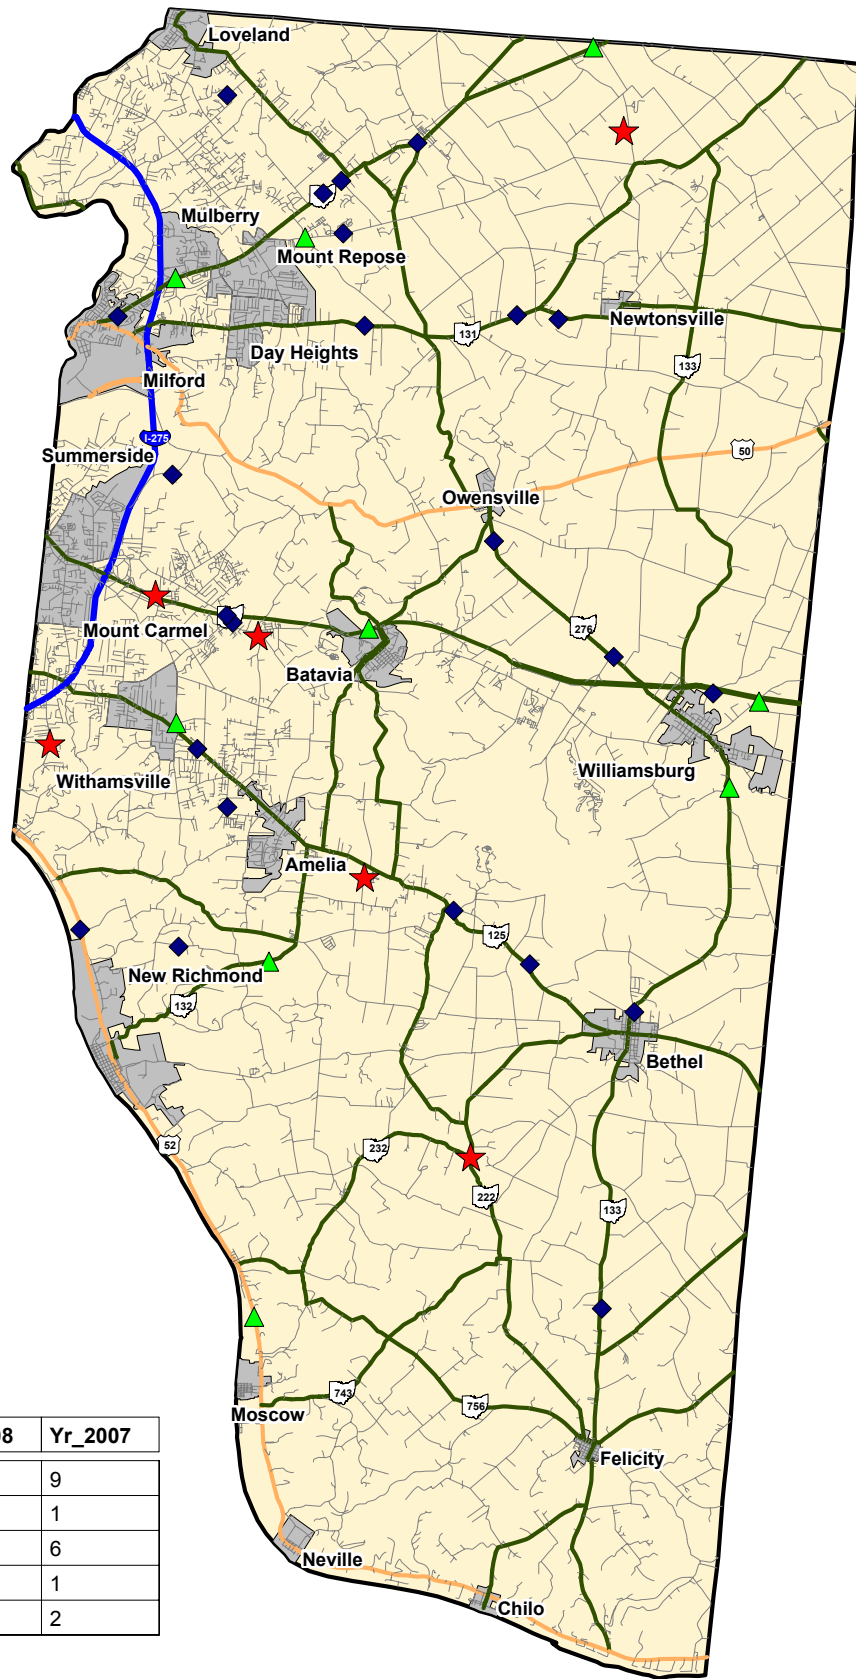 Loveland
Mulberry
Mount Repose
Newtonsville
131
Day Heights
133
Milford
I-275
50
Summerside
Owensville
Mount Carmel
276
Batavia
Williamsburg
Withamsville
Amelia
125
New Richmond
132
Bethel
52
232
222
133
743
756
Moscow
Felicity
8 Yr_2007
9
1
6
1
2
Neville
Chilo